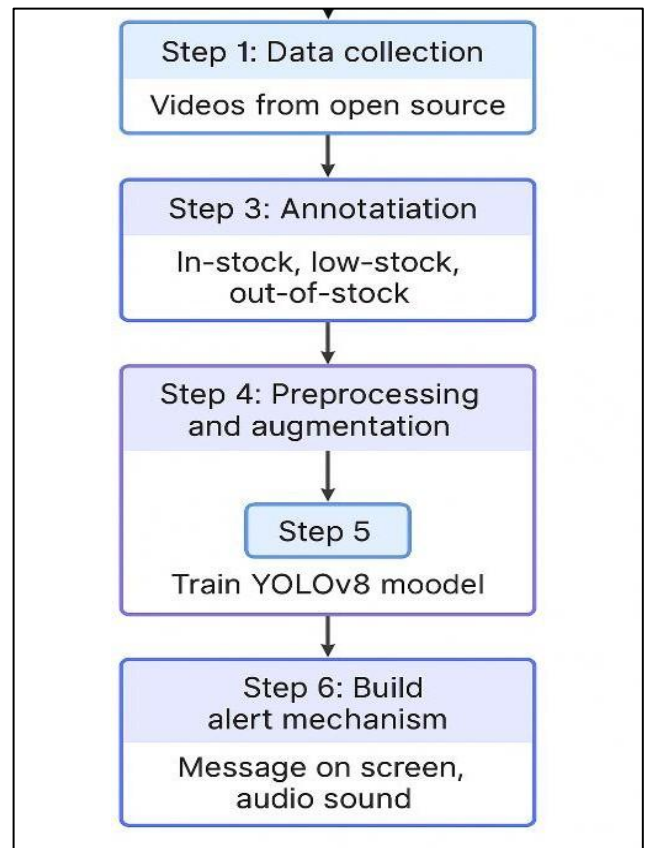 Step 1: Data collection
Videos from open source
Step 3: Annotatiation
In-stock, low-stock,
out-of-stock
Step 4: Preprocessing
and augmentation
Step 5
Train YOLOv8 moodel
Step 6: Build
alert mechanism
Message on screen,
audio sound